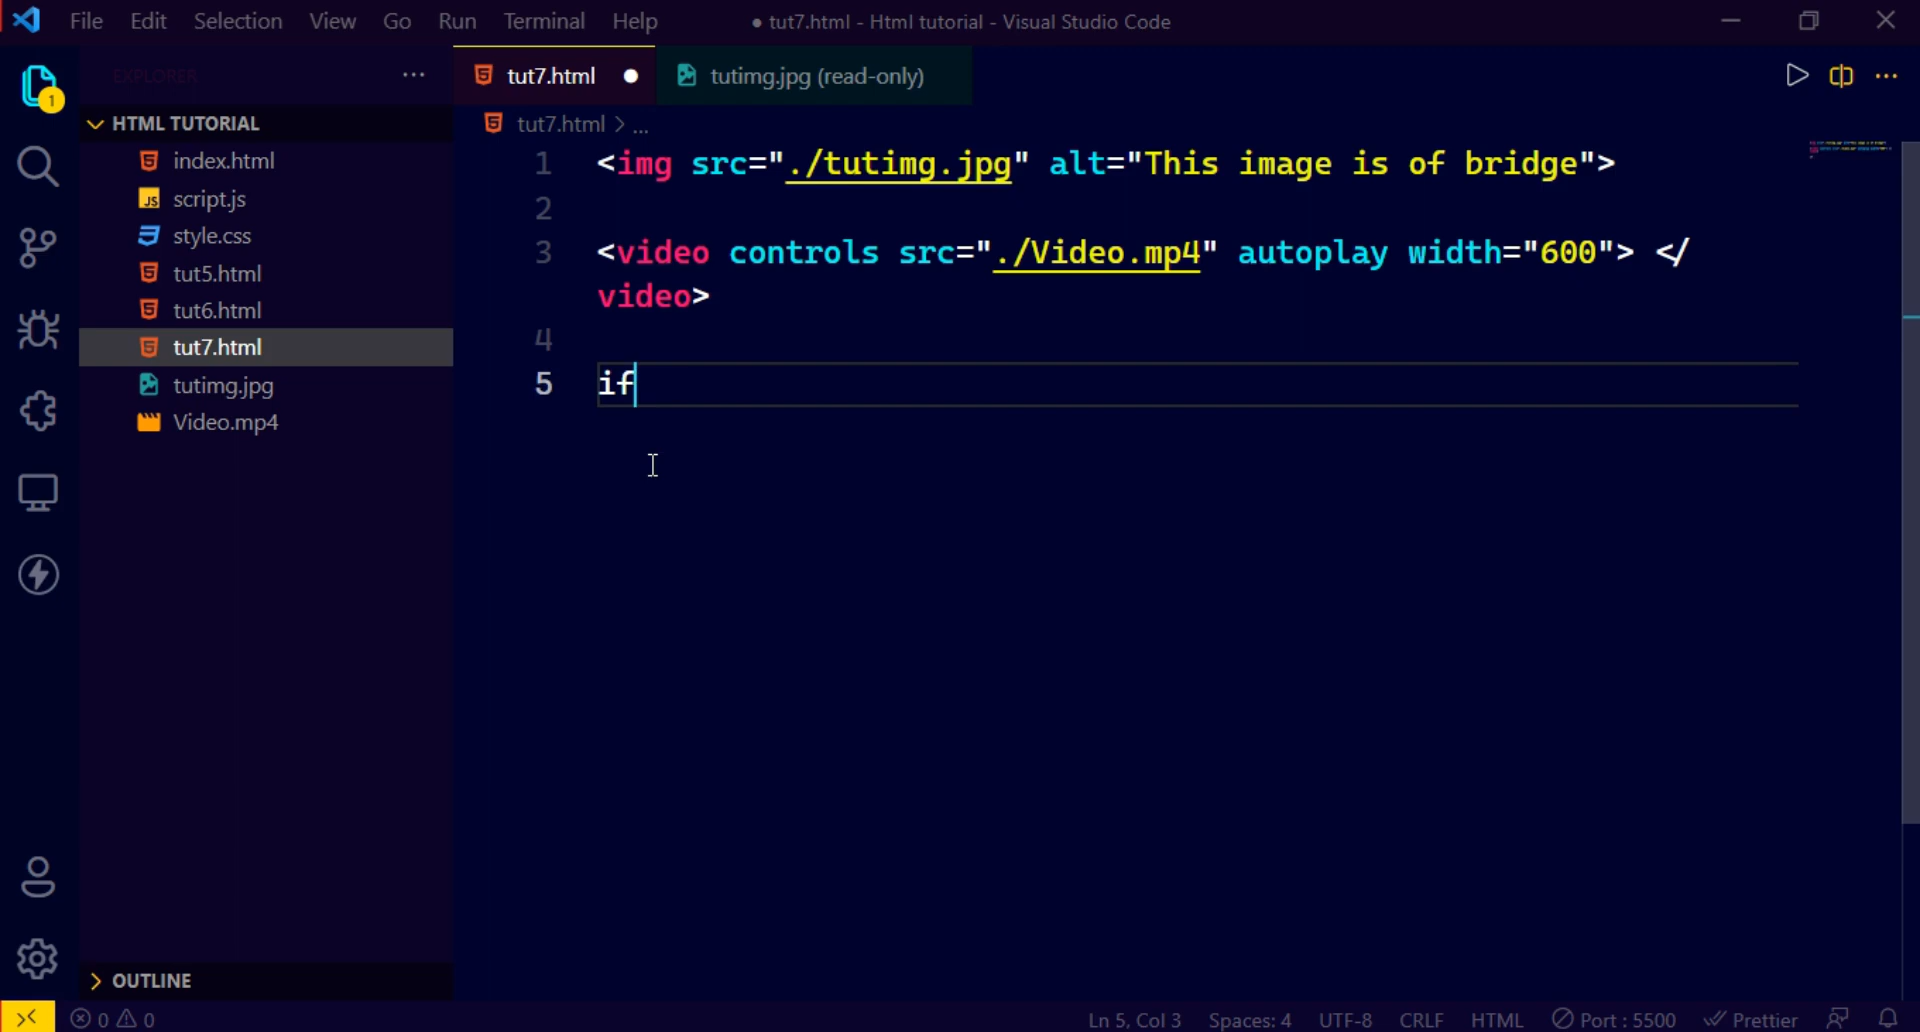 File Edit Selection View Go Run Terminal Help
● tut7.html - Html tutorial - Visual Studio Code
1
EXPLORER ...
tut7.html ●
tutimg.jpg (read-only)
HTML TUTORIAL
index.html
script.js
style.css
tut5.html
tut6.html
tut7.html
tutimg.jpg
Video.mp4
OUTLINE
tut7.html > ...
1 <img src="./tutimg.jpg" alt="This image is of bridge">
2
3 <video controls src="./Video.mp4" autoplay width="600"> </
video>
4
5 if
0 0
Ln 5, Col 3 Spaces: 4 UTF-8 CRLF HTML Port : 5500 Prettier